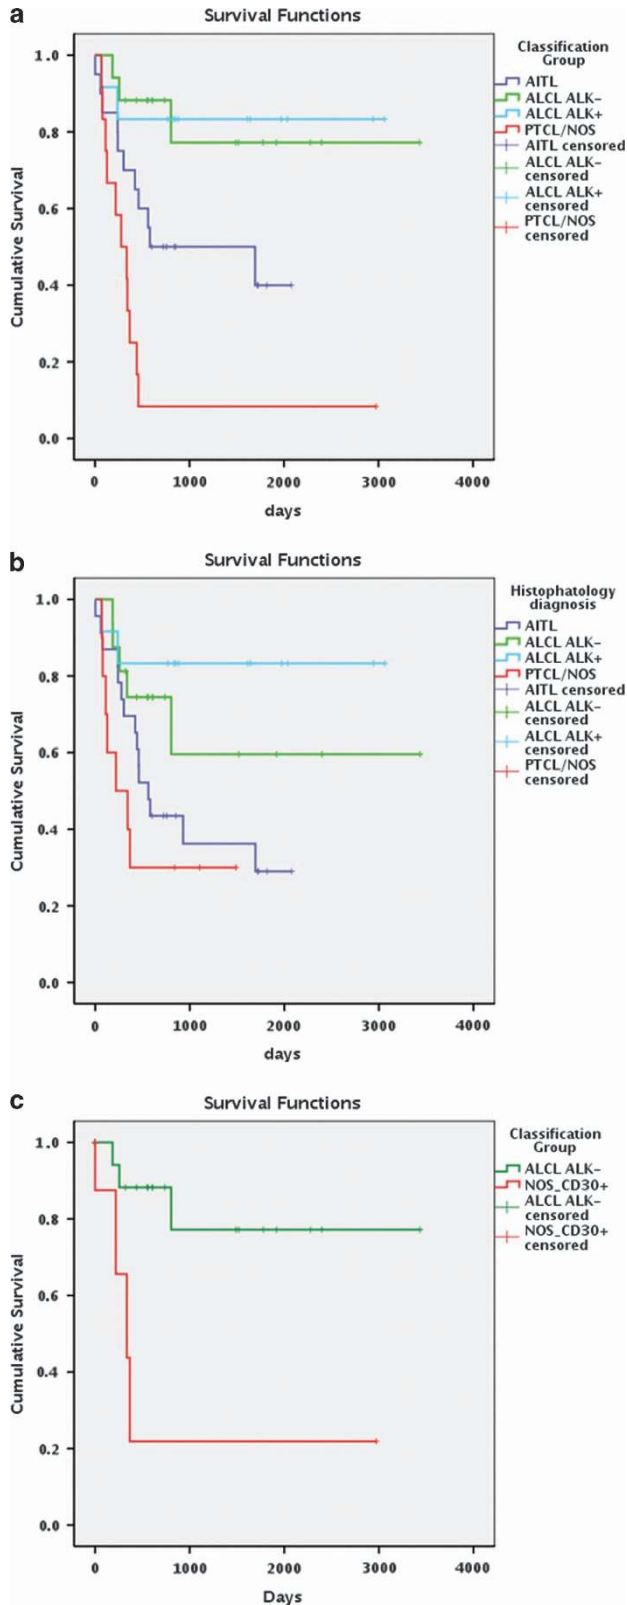 a
Survival Functions
Cumulative Survival
1.0
0.8
0.6
0.4
0.2
0.0
0 1000 2000 3000 4000
days
Classification
Group
AITL
ALCL ALK-
ALCL ALK+
PTCL/NOS
AITL censored
ALCL ALK-
censored
ALCL ALK+
censored
PTCL/NOS
censored
b
Survival Functions
Cumulative Survival
1.0
0.8
0.6
0.4
0.2
0.0
0 1000 2000 3000 4000
days
Histophatology
diagnosis
AITL
ALCL ALK-
ALCL ALK+
PTCL/NOS
AITL censored
ALCL ALK-
censored
ALCL ALK+
censored
PTCL/NOS
censored
c
Survival Functions
Cumulative Survival
1.0
0.8
0.6
0.4
0.2
0.0
0 1000 2000 3000 4000
Days
Classification
Group
ALCL ALK-
NOS_CD30+
ALCL ALK-
censored
NOS_CD30+
censored